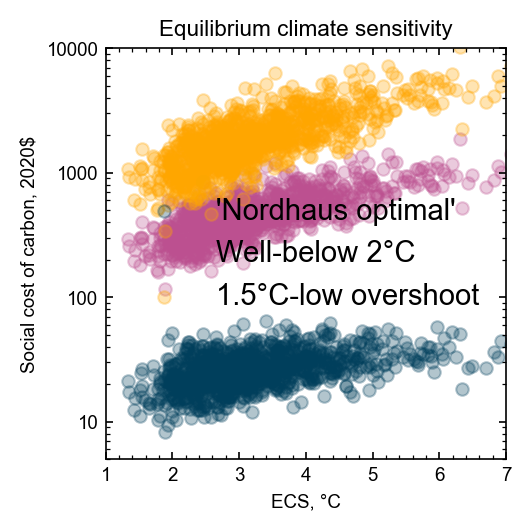 Equilibrium climate sensitivity
10000
1000
100
10
Social cost of carbon, 2020$
'Nordhaus optimal'
Well-below 2°C
1.5°C-low overshoot
1 2 3 4 5 6 7
ECS, °C